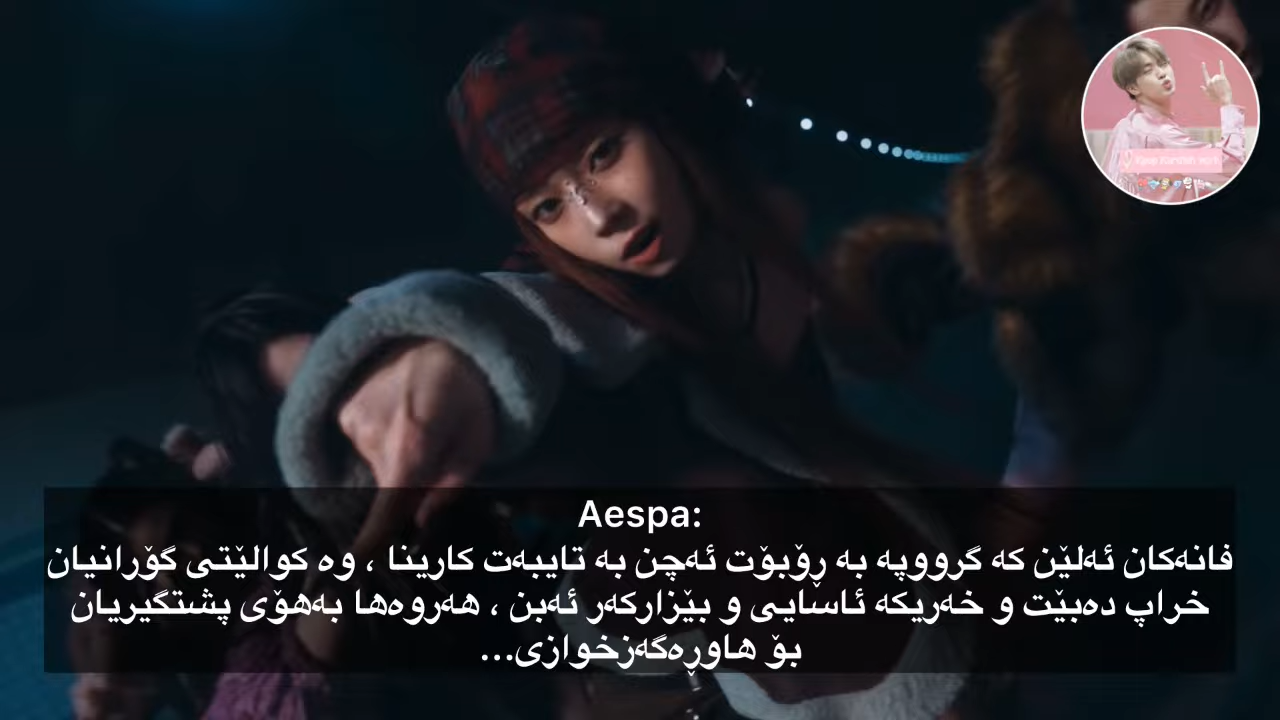 Aespa:
فانەکان ئەلێن کە گرووپە بە ڕۆبۆت ئەچن بە تایبەت کارینا ، وە کوالێتی گۆرانیان
خراپ دەبێت و خەریکە ئاسایی و بێزارکەر ئەبن ، هەروەها بەهۆی پشتگیریان
بۆ هاوڕەگەزخوازی...